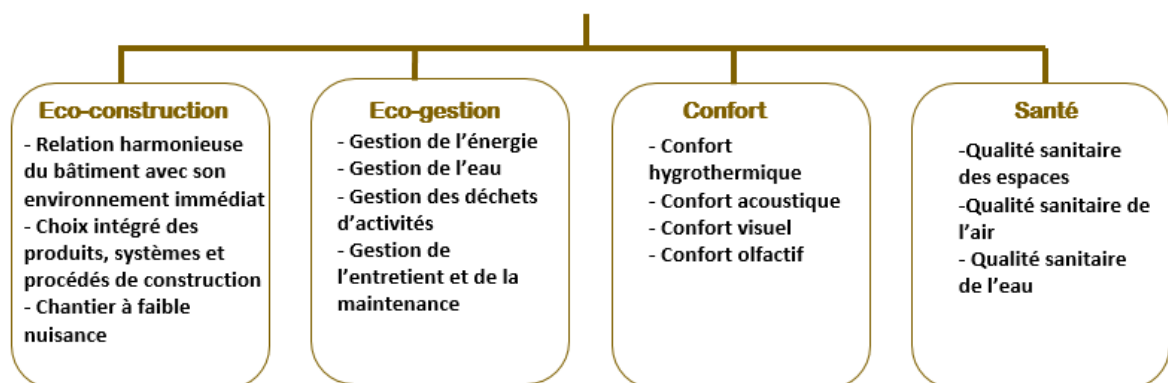 Eco-construction
- Relation harmonieuse
du bâtiment avec son
environnement immédiat
- Choix intégré des
produits, systèmes et
procédés de construction
- Chantier à faible
nuisance
Eco-gestion
- Gestion de l'énergie
- Gestion de l'eau
- Gestion des déchets
d'activités
- Gestion de
l'entretient et de la
maintenance
Confort
- Confort
hygrothermique
- Confort acoustique
- Confort visuel
- Confort olfactif
Santé
-Qualité sanitaire
des espaces
-Qualité sanitaire de
l'air
- Qualité sanitaire
de l'eau